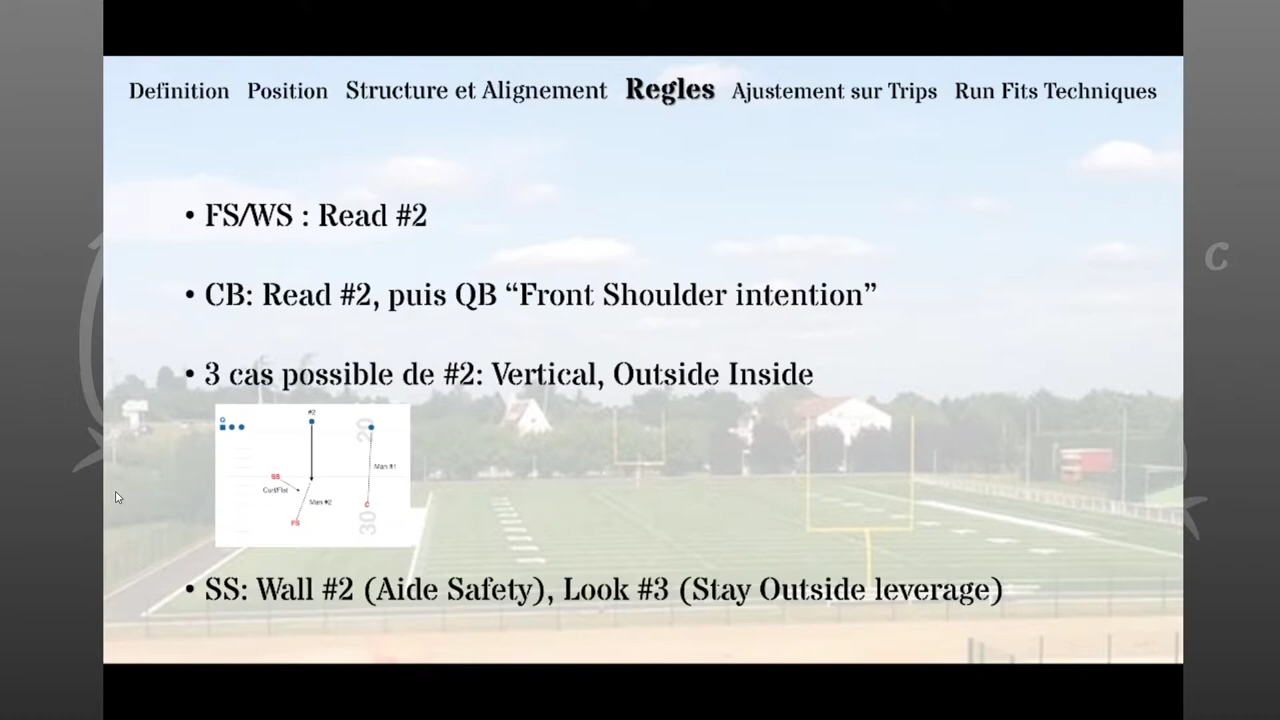 Definition Position Structure et Alignement Regles Ajustement sur Trips Run Fits Techniques
• FS/WS : Read #2
• CB: Read #2, puis QB “Front Shoulder intention”
• 3 cas possible de #2: Vertical, Outside Inside
#2
20
Man #1
SS
Curl/Flat
Man #2
C
FS
30
• SS: Wall #2 (Aide Safety), Look #3 (Stay Outside leverage)
C